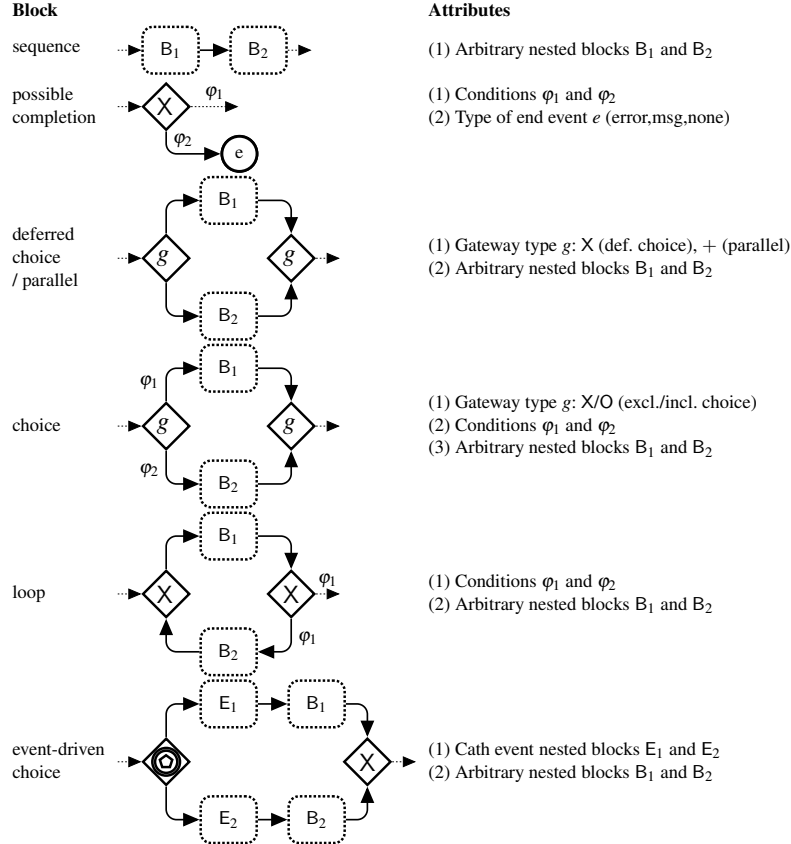 Block Attributes
sequence B₁ B₂ (1) Arbitrary nested blocks B₁ and B₂
possible completion X φ₁ φ₂ e (1) Conditions φ₁ and φ₂
(2) Type of end event e (error,msg,none)
deferred choice / parallel g B₁ B₂ g (1) Gateway type g: X (def. choice), + (parallel)
(2) Arbitrary nested blocks B₁ and B₂
choice φ₁ φ₂ g B₁ B₂ g (1) Gateway type g: X/O (excl./incl. choice)
(2) Conditions φ₁ and φ₂
(3) Arbitrary nested blocks B₁ and B₂
loop X B₁ B₂ X φ₁ φ₁ (1) Conditions φ₁ and φ₂
(2) Arbitrary nested blocks B₁ and B₂
event-driven choice E₁ B₁ E₂ B₂ X (1) Cath event nested blocks E₁ and E₂
(2) Arbitrary nested blocks B₁ and B₂